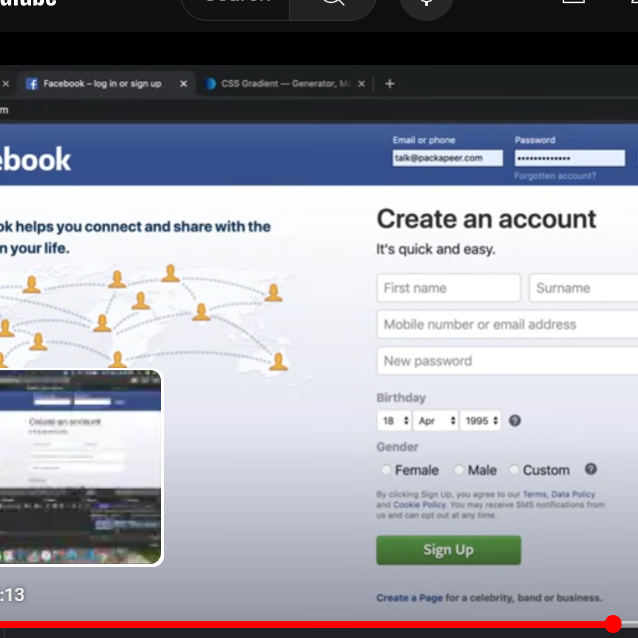 Facebook – log in or sign up
CSS Gradient — Generator, M
ebook
Email or phone
Password
talk@packapeer.com
Forgotten account?
ok helps you connect and share with the
n your life.
Create an account
It's quick and easy.
First name
Surname
Mobile number or email address
New password
Birthday
18 Apr 1995
Gender
Female Male Custom
By clicking Sign Up, you agree to our Terms, Data Policy
and Cookie Policy. You may receive SMS notifications from
us and can opt out at any time.
Sign Up
Create a Page for a celebrity, band or business.
Create an account
:13